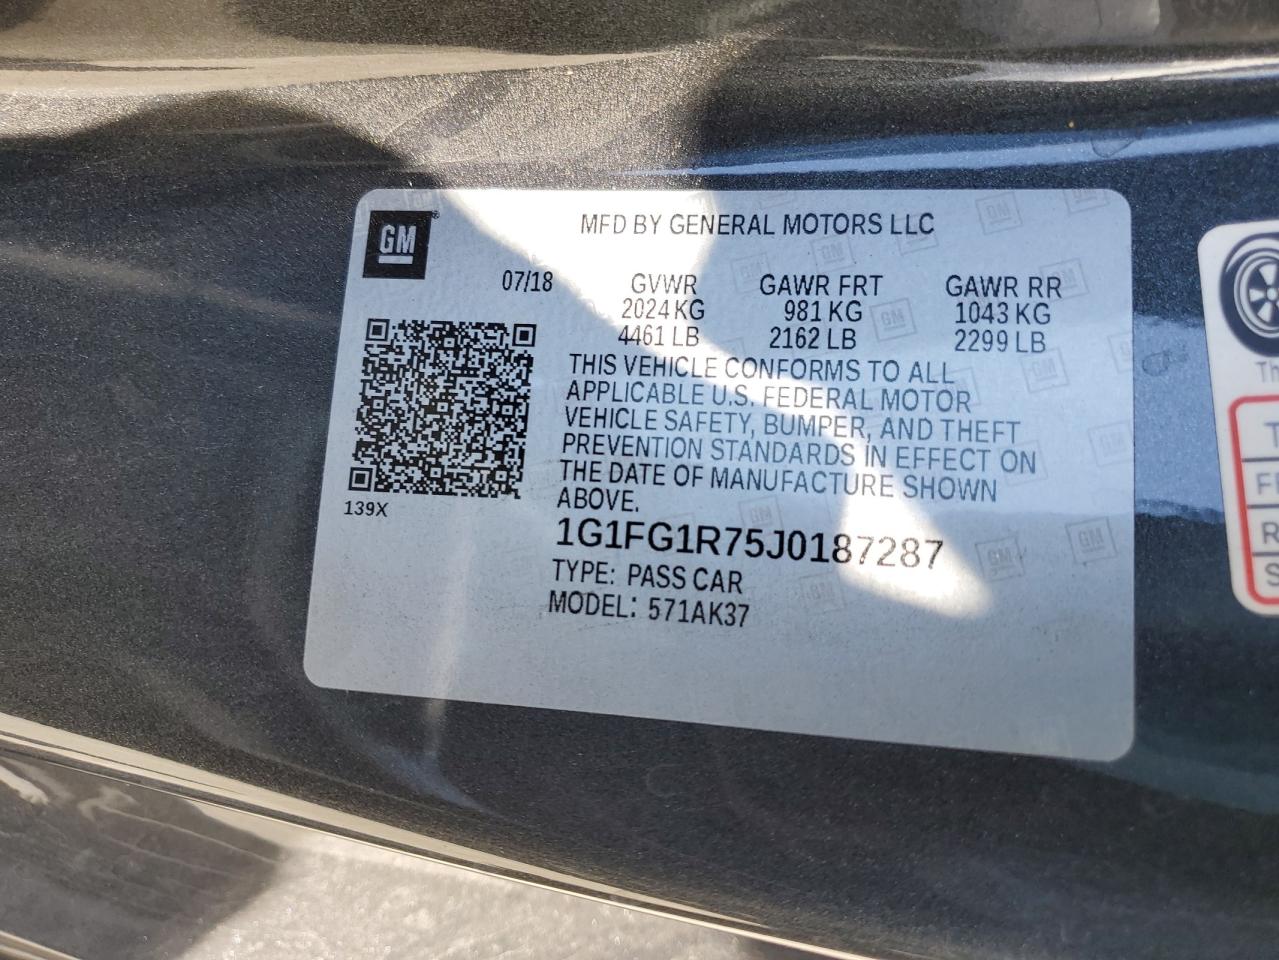 GM
MFD BY GENERAL MOTORS LLC
07/18 GVWR GAWR FRT GAWR RR
2024 KG 981 KG 1043 KG
4461 LB 2162 LB 2299 LB
THIS VEHICLE CONFORMS TO ALL
APPLICABLE U.S. FEDERAL MOTOR
VEHICLE SAFETY, BUMPER, AND THEFT
PREVENTION STANDARDS IN EFFECT ON
THE DATE OF MANUFACTURE SHOWN
ABOVE.
139X
1G1FG1R75J0187287
TYPE: PASS CAR
MODEL: 571AK37